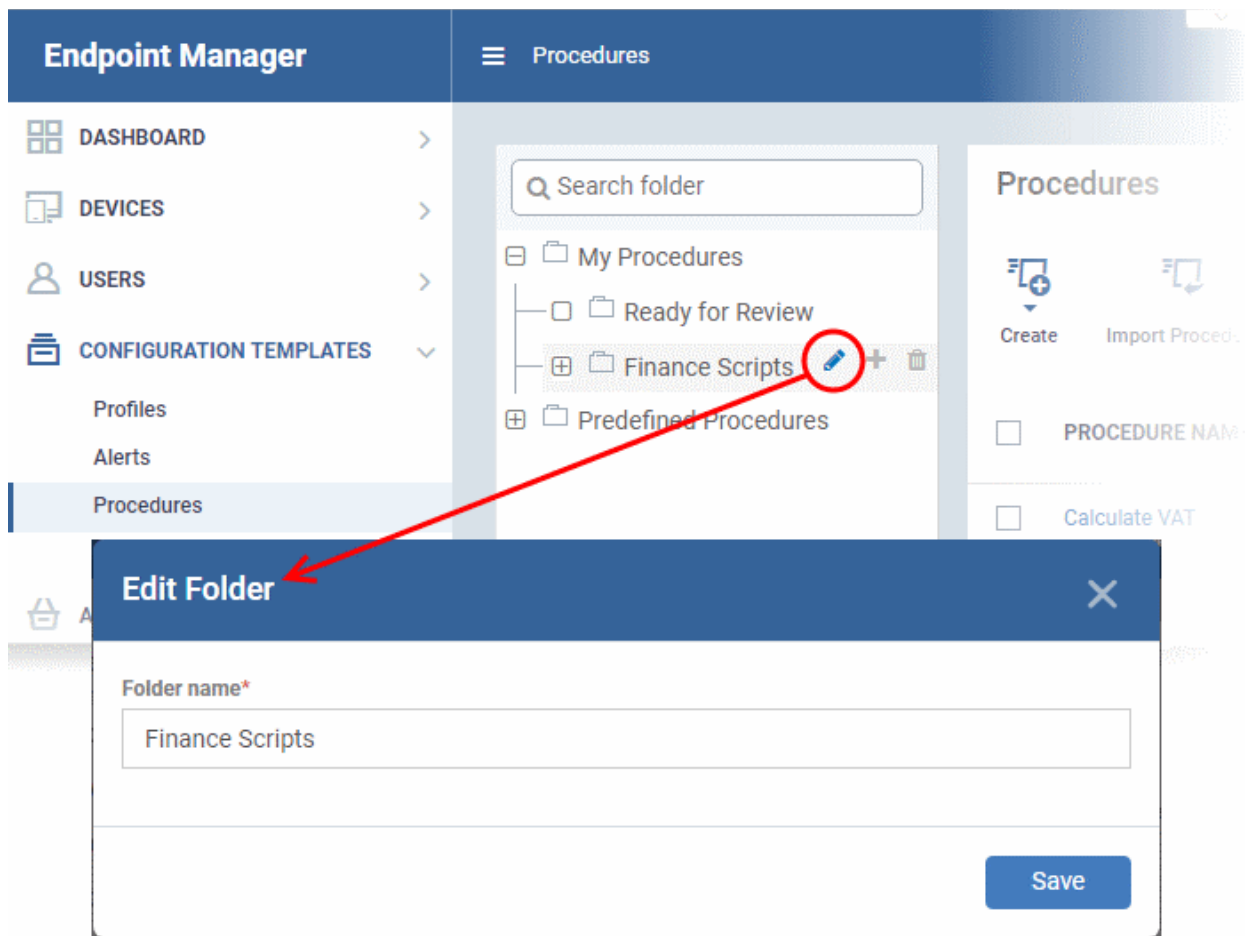 Endpoint Manager
Procedures
DASHBOARD
DEVICES
USERS
CONFIGURATION TEMPLATES
Profiles
Alerts
Procedures
Search folder
My Procedures
Ready for Review
Finance Scripts
Predefined Procedures
Procedures
Create
Import
PROCEDURE
Calculate VAT
Edit Folder
Folder name*
Finance Scripts
Save